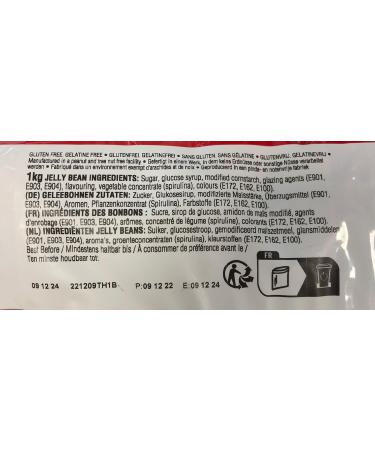 GLUTEN FREE GELATINE FREE • GLUTENFREI, GELATINEFREI • SANS GLUTEN, SANS GÉLATINE • GLUTENVRIJ, GELATINEVRIJ •
Manufactured in a peanut and tree nut free facility • Gefertigt in einem Werk, in dem keine Erdnüsse oder sonstige Nüsse verarbeitet
werden • Fabriqué dans un environnement exempt d'arachides et de noix • Geproduceerd in een pinda- en notenvrije fabriek
1kg JELLY BEAN INGREDIENTS: Sugar, glucose syrup, modified cornstarch, glazing agents (E901,
E903, E904), flavouring, vegetable concentrate (spirulina), colours (E172, E162, E100).
(DE) GELEEBOHNEN ZUTATEN: Zucker, Glukosesirup, modifiziertes Maisstärke, Überzugsmittel (E901,
E903, E904), Aromen, Pflanzenkonzentrat (Spirulina), Farbstoffe (E172, E162, E100).
(FR) INGRÉDIENTS DES BONBONS : Sucre, sirop de glucose, amidon de maïs modifié, agents
d'enrobage (E901, E903, E904), arômes, concentré de légume (spirulina), colorants (E172, E162, E100).
(NL) INGREDIËNTEN JELLY BEANS: Suiker, glucosestroop, gemodificeerd maiszetmeel, glansmiddelen
(E901, E903, E904), aroma's, groenteconcentraten (spirulina), kleurstoffen (E172, E162, E100).
Best Before / Mindestens haltbar bis / À consommer de préférence avant le /
Ten minste houdbaar tot:
FR
09 12 24 221209TH1B P:09 12 22 E:09 12 24